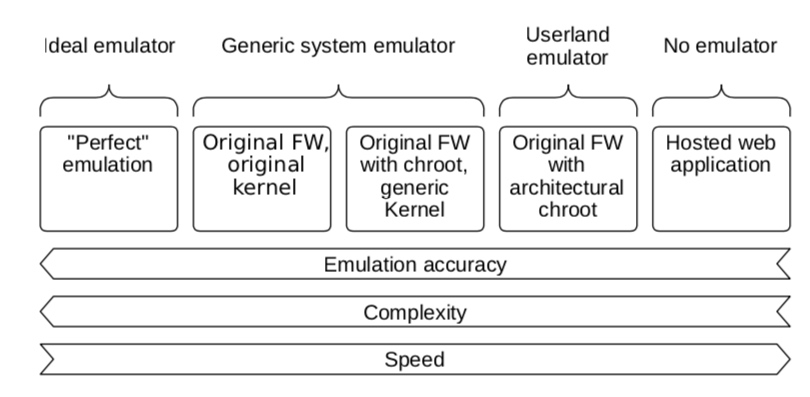 Ideal emulator
Generic system emulator
Userland
emulator
No emulator
"Perfect"
emulation
Original FW,
original
kernel
Original FW
with chroot,
generic
Kernel
Original FW
with
architectural
chroot
Hosted web
application
Emulation accuracy
Complexity
Speed